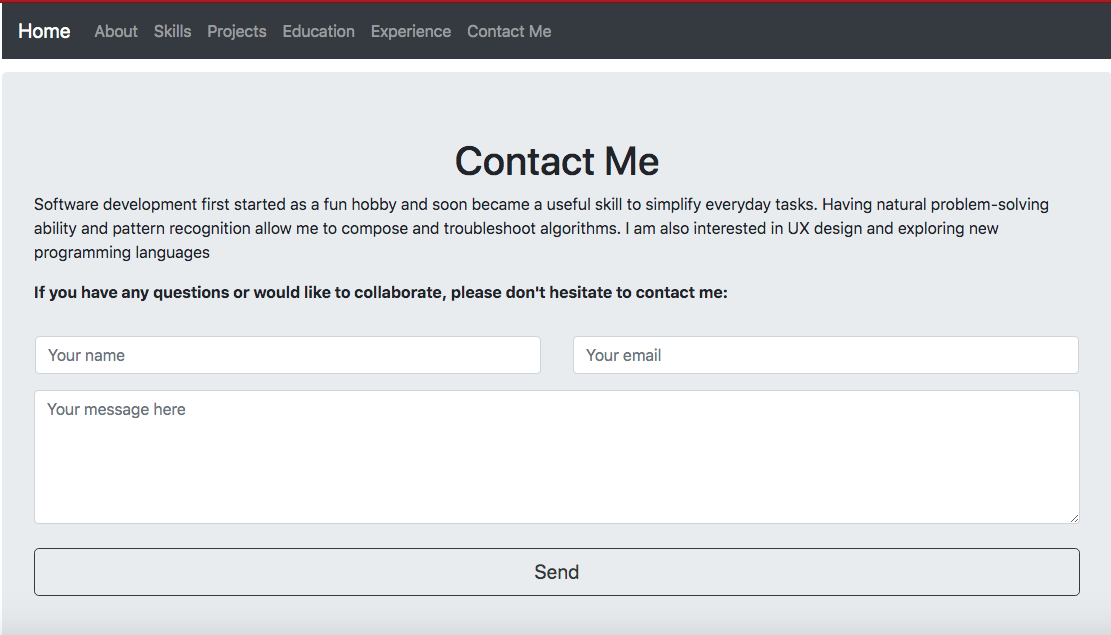 Home About Skills Projects Education Experience Contact Me
Contact Me
Software development first started as a fun hobby and soon became a useful skill to simplify everyday tasks. Having natural problem-solving
ability and pattern recognition allow me to compose and troubleshoot algorithms. I am also interested in UX design and exploring new
programming languages
If you have any questions or would like to collaborate, please don't hesitate to contact me:
Your name Your email
Your message here
Send